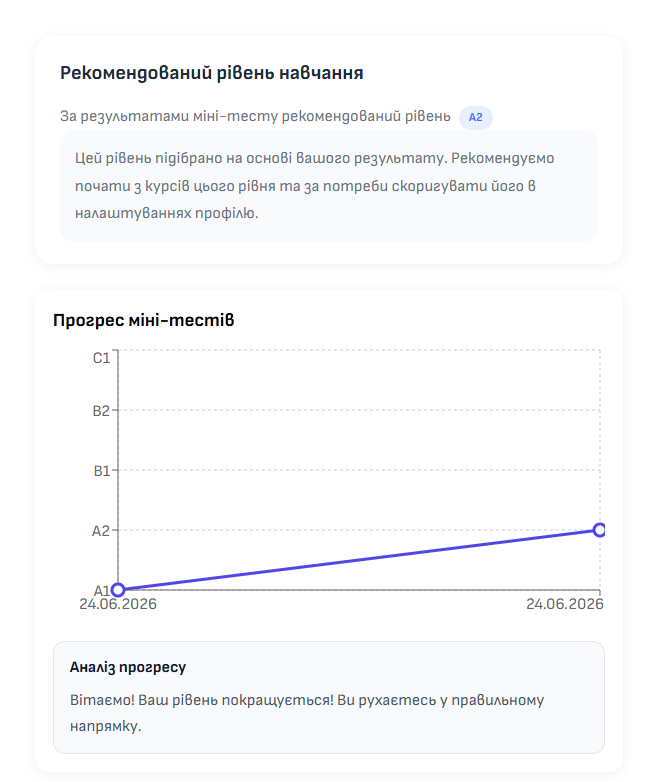 Рекомендований рівень навчання
За результатами міні-тесту рекомендований рівень A2
Цей рівень підібрано на основі вашого результату. Рекомендуємо
почати з курсів цього рівня та за потреби скоригувати його в
налаштуваннях профілю.
Прогрес міні-тестів
C1
B2
B1
A2
A1
24.06.2026 24.06.2026
Аналіз прогресу
Вітаємо! Ваш рівень покращується! Ви рухаєтесь у правильному
напрямку.